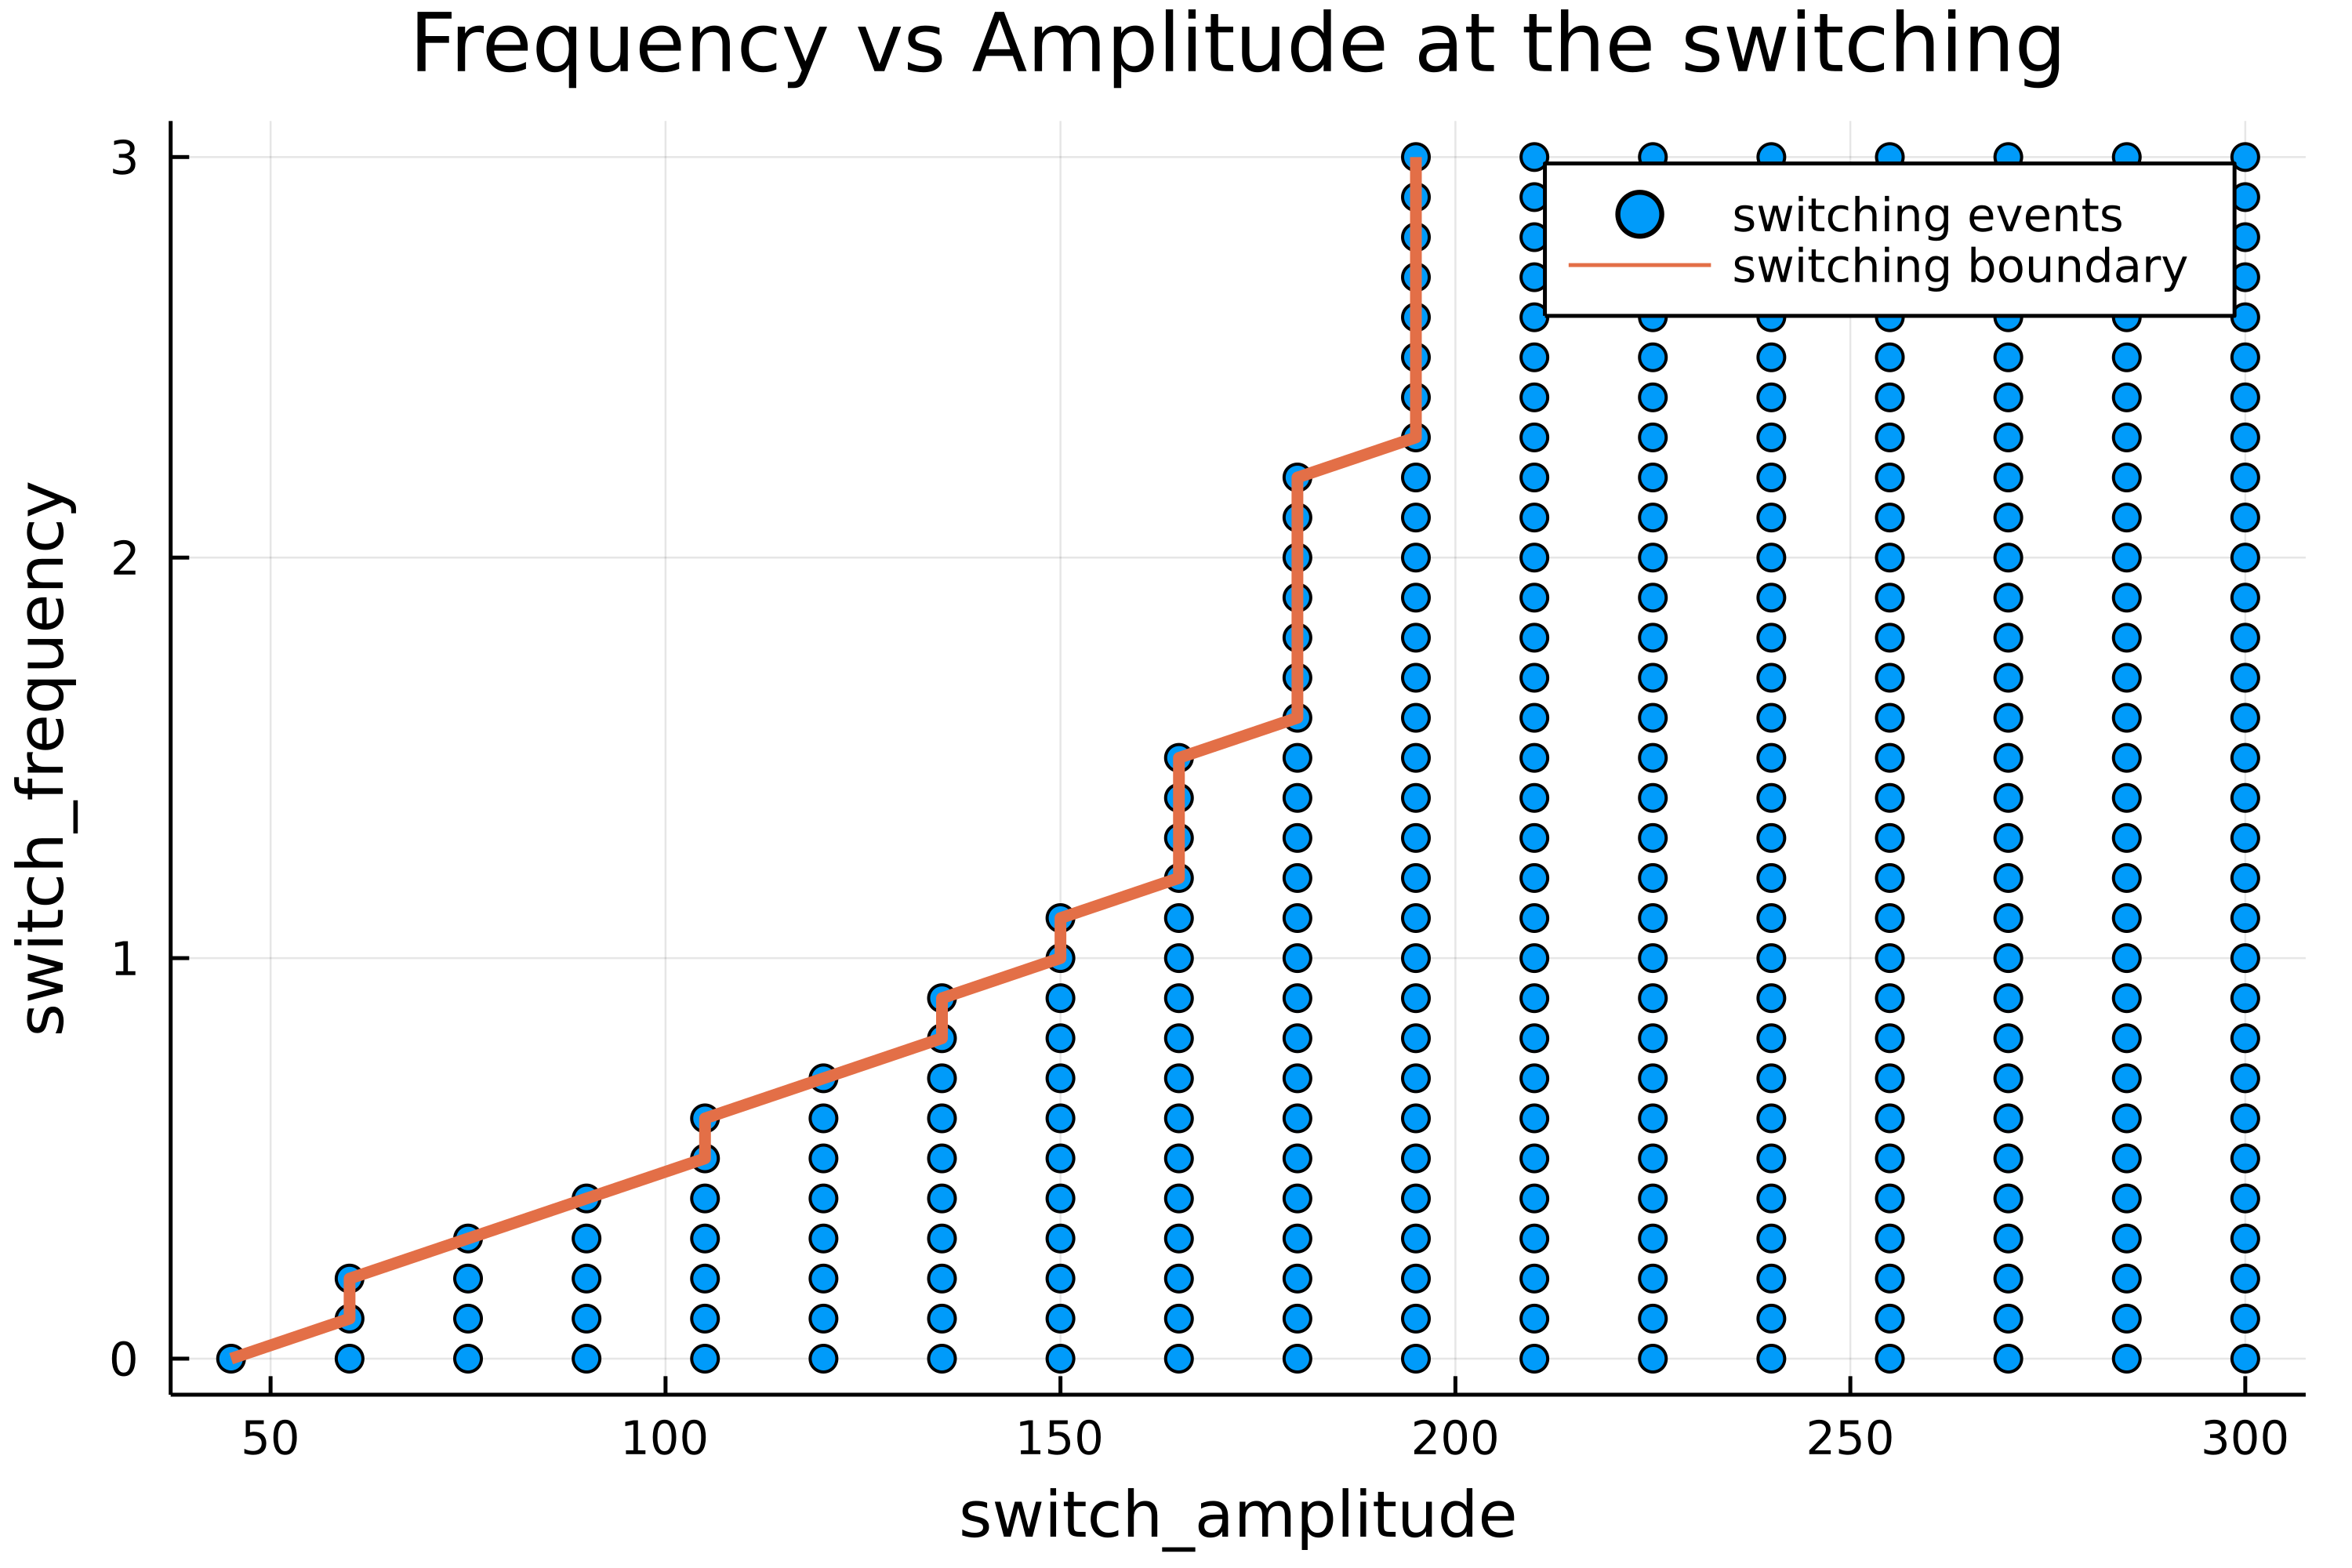 Frequency vs Amplitude at the switching
switching events
switching boundary
switch_frequency
3
2
1
0
50 100 150 200 250 300
switch_amplitude